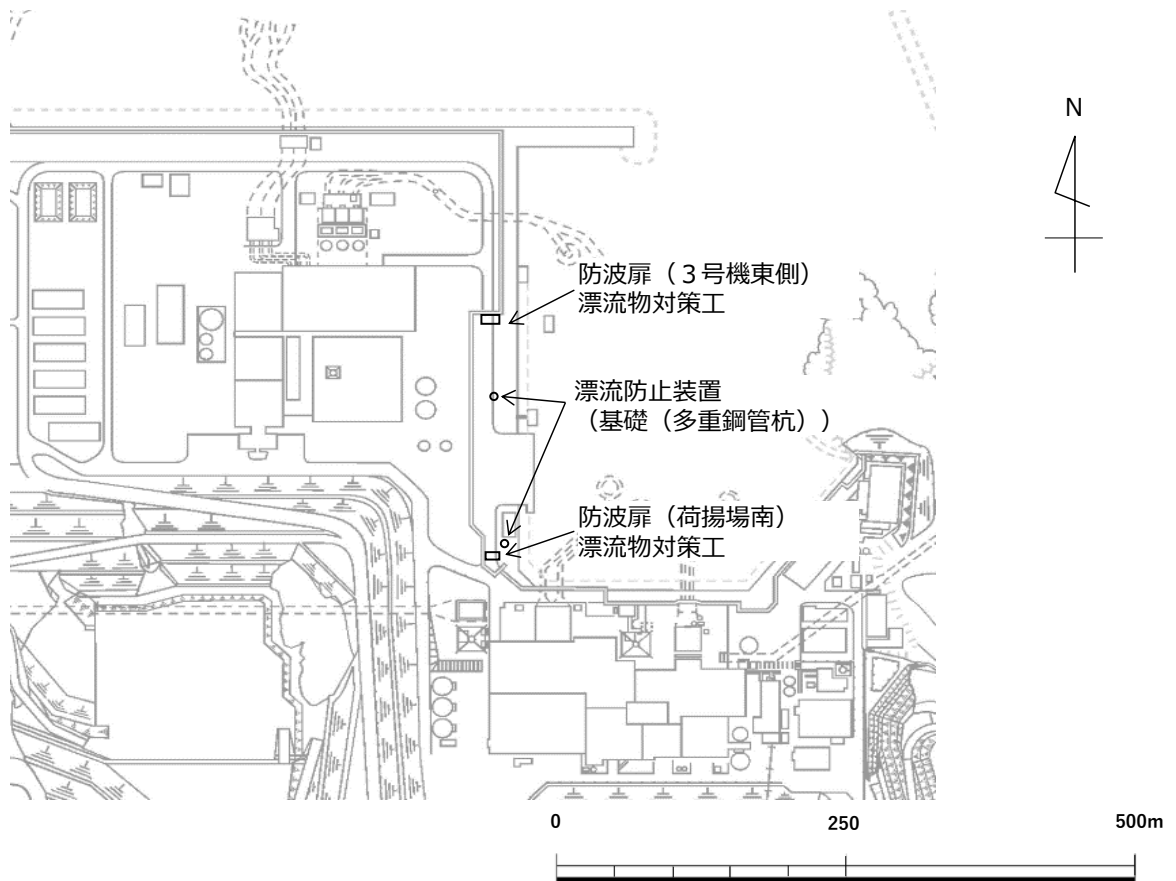 N
防波扉（３号機東側）
漂流物対策工
漂流防止装置
（基礎（多重鋼管杭））
防波扉（荷揚場南）
漂流物対策工
0 250 500m